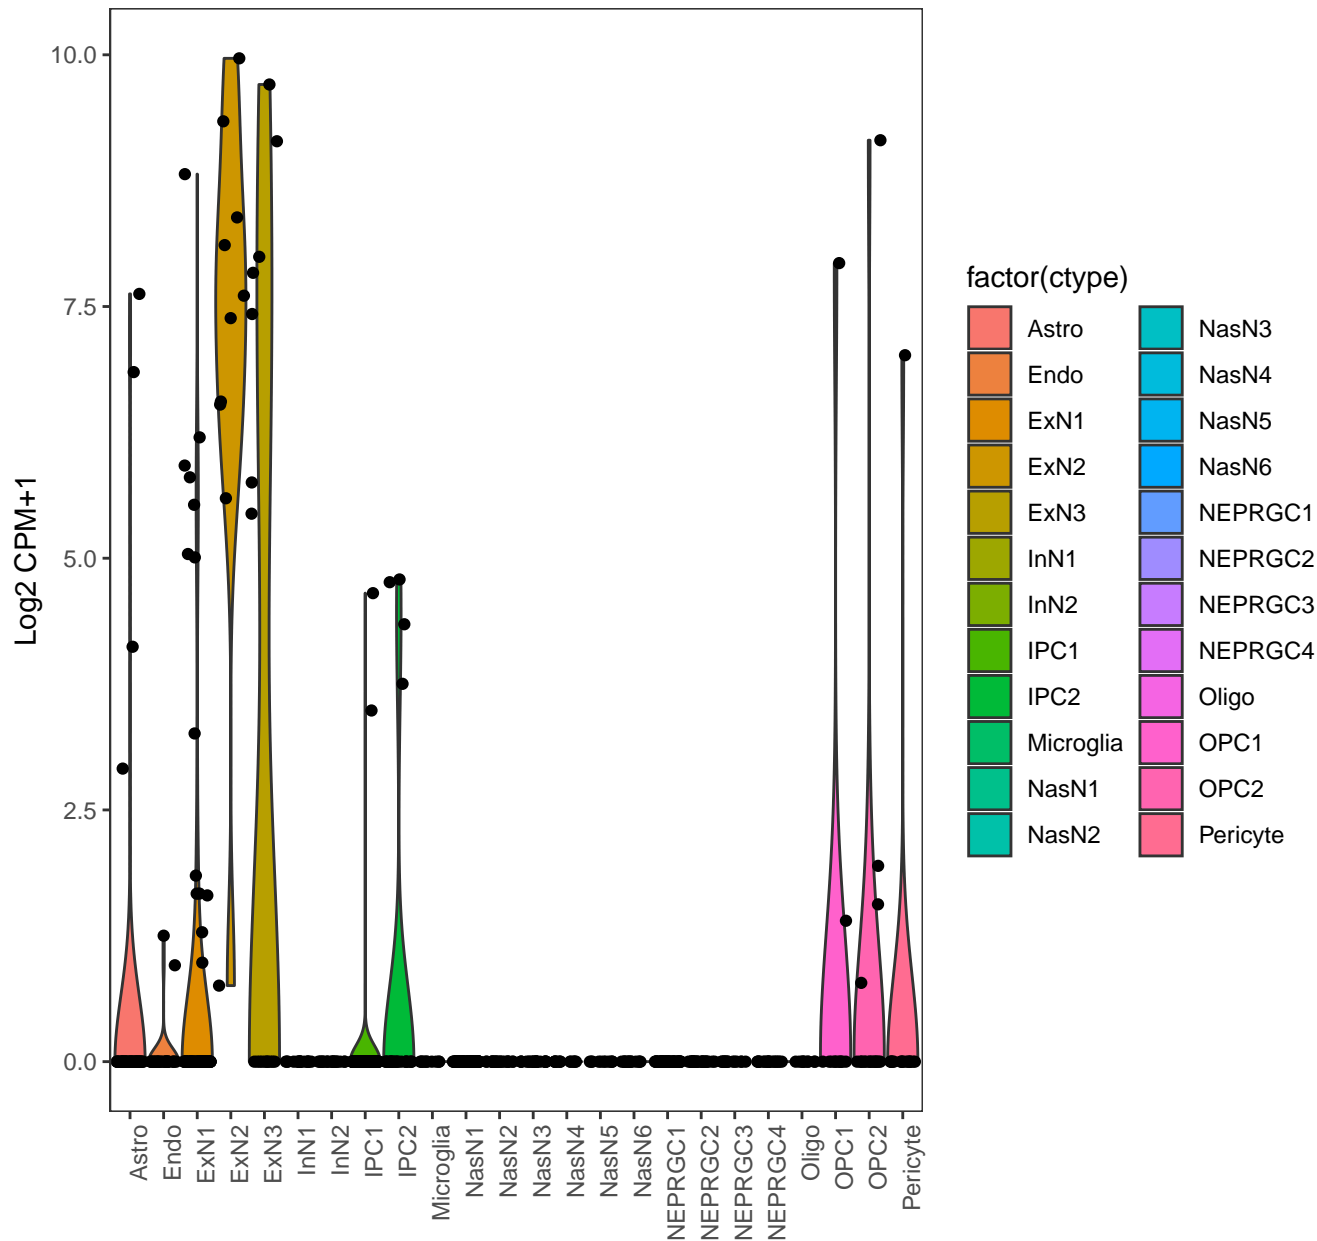 Log2 CPM+1
10.0
7.5
5.0
2.5
0.0
Astro
Endo
ExN1
ExN2
ExN3
InN1
InN2
IPC1
IPC2
Microglia
NasN1
NasN2
NasN3
NasN4
NasN5
NasN6
NEPRGC1
NEPRGC2
NEPRGC3
NEPRGC4
Oligo
OPC1
OPC2
Pericyte
factor(ctype)
Astro
Endo
ExN1
ExN2
ExN3
InN1
InN2
IPC1
IPC2
Microglia
NasN1
NasN2
NasN3
NasN4
NasN5
NasN6
NEPRGC1
NEPRGC2
NEPRGC3
NEPRGC4
Oligo
OPC1
OPC2
Pericyte